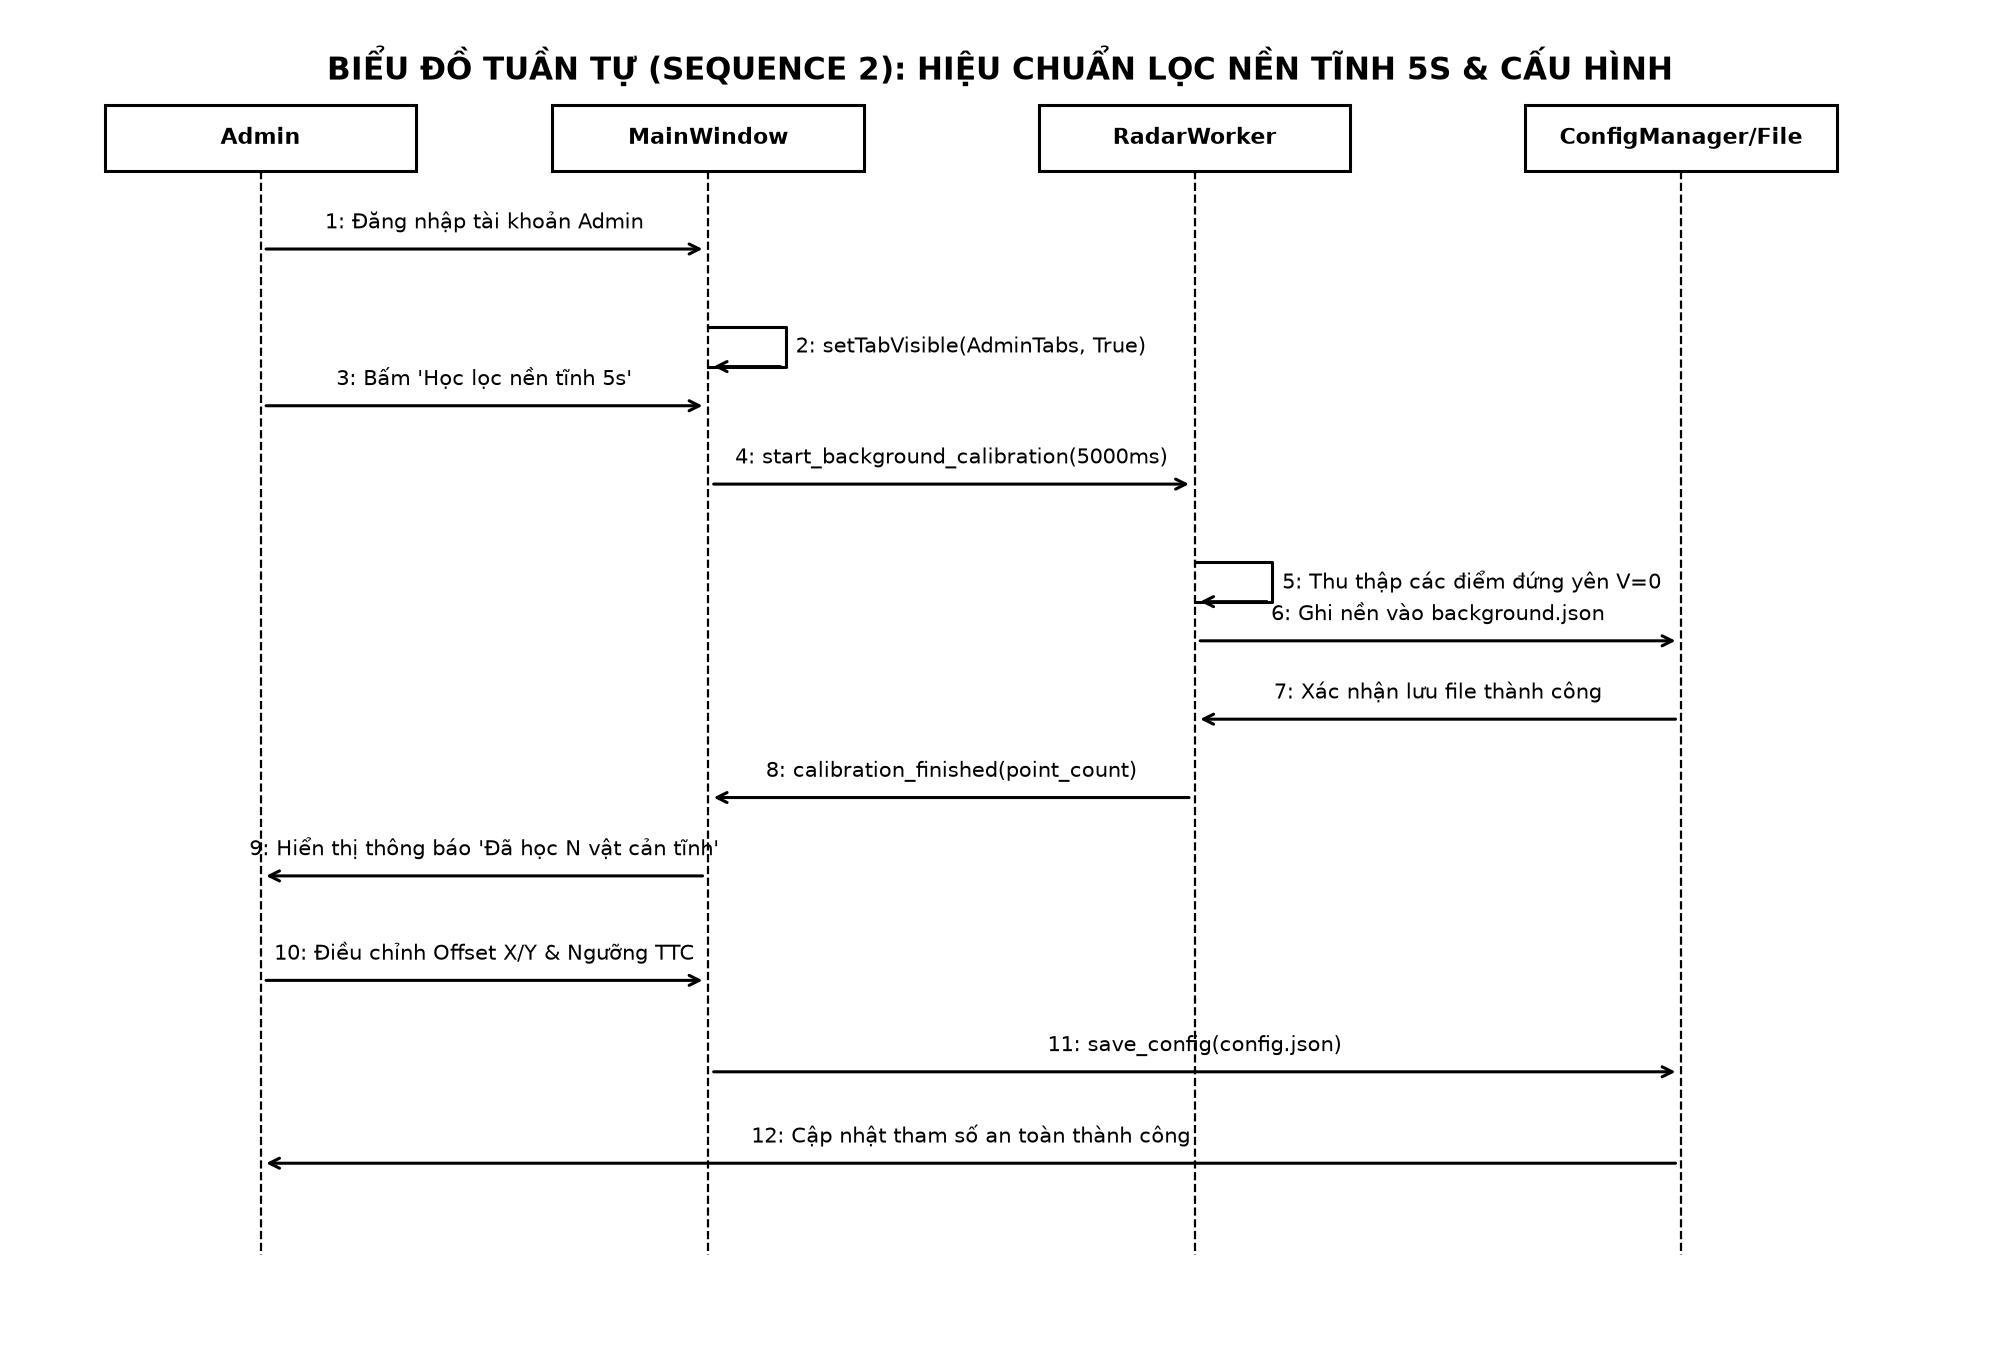 BIỂU ĐỒ TUẦN TỰ (SEQUENCE 2): HIỆU CHUẨN LỌC NỀN TĨNH 5S & CẤU HÌNH
Admin
MainWindow
RadarWorker
ConfigManager/File
1: Đăng nhập tài khoản Admin
2: setTabVisible(AdminTabs, True)
3: Bấm 'Học lọc nền tĩnh 5s'
4: start_background_calibration(5000ms)
5: Thu thập các điểm đứng yên V=0
6: Ghi nền vào background.json
7: Xác nhận lưu file thành công
8: calibration_finished(point_count)
9: Hiển thị thông báo 'Đã học N vật cản tĩnh'
10: Điều chỉnh Offset X/Y & Ngưỡng TTC
11: save_config(config.json)
12: Cập nhật tham số an toàn thành công